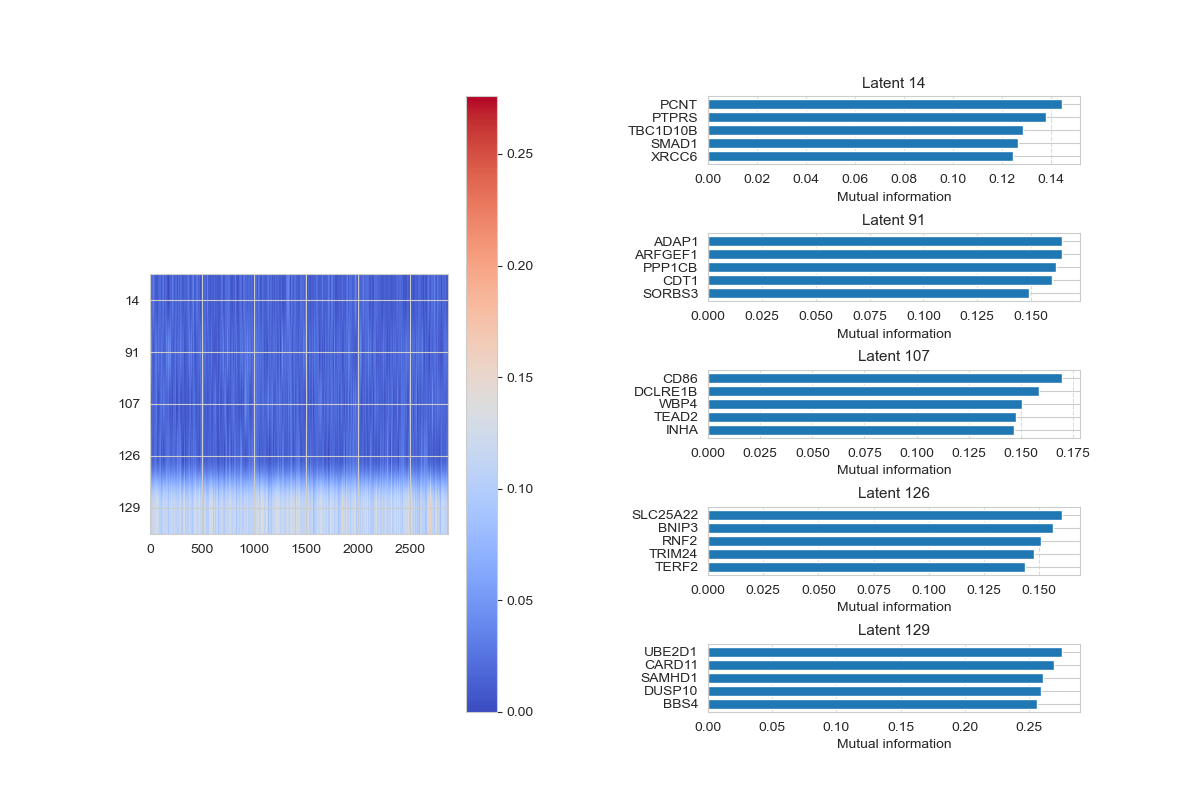 14
91
107
126
129
0 500 1000 1500 2000 2500
0.25
0.20
0.15
0.10
0.05
0.00
Latent 14
PCNT
PTPRS
TBC1D10B
SMAD1
XRCC6
0.00 0.02 0.04 0.06 0.08 0.10 0.12 0.14
Mutual information
Latent 91
ADAP1
ARFGEF1
PPP1CB
CDT1
SORBS3
0.000 0.025 0.050 0.075 0.100 0.125 0.150
Mutual information
Latent 107
CD86
DCLRE1B
WBP4
TEAD2
INHA
0.000 0.025 0.050 0.075 0.100 0.125 0.150 0.175
Mutual information
Latent 126
SLC25A22
BNIP3
RNF2
TRIM24
TERF2
0.000 0.025 0.050 0.075 0.100 0.125 0.150
Mutual information
Latent 129
UBE2D1
CARD11
SAMHD1
DUSP10
BBS4
0.00 0.05 0.10 0.15 0.20 0.25
Mutual information